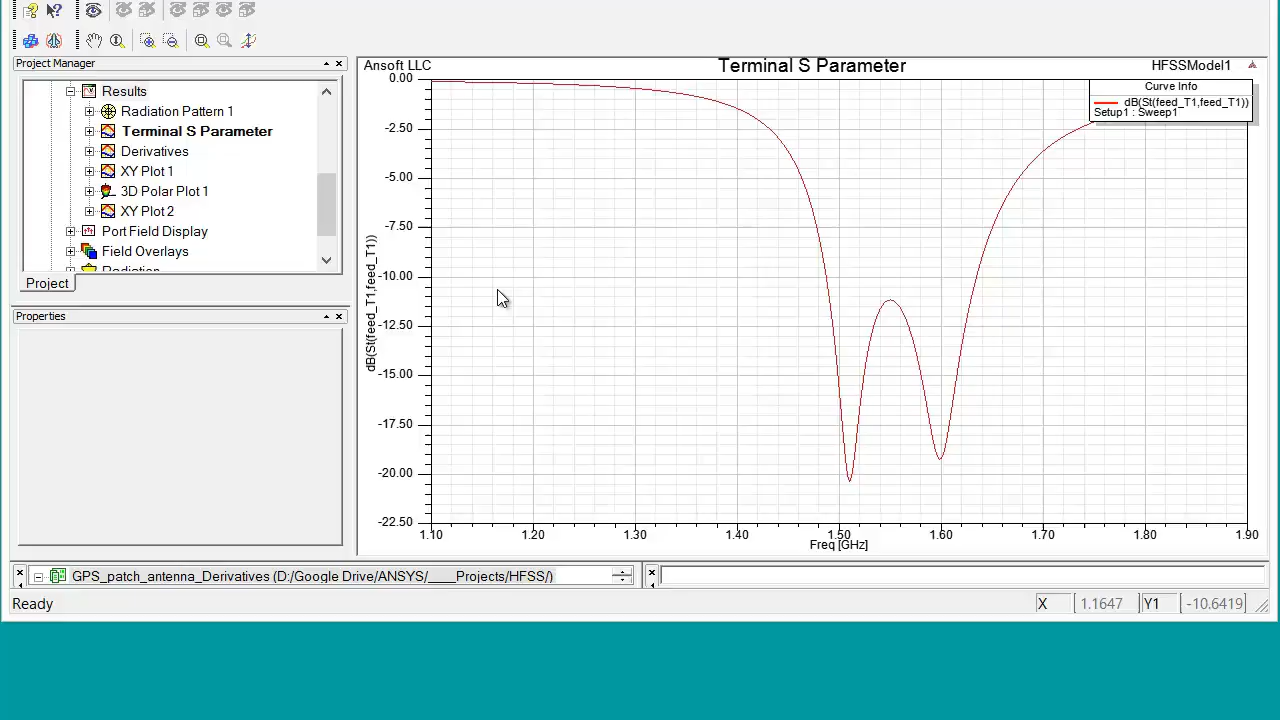 Project Manager
Results
Radiation Pattern 1
Terminal S Parameter
Derivatives
XY Plot 1
3D Polar Plot 1
XY Plot 2
Port Field Display
Field Overlays
Radiation
Project
Properties
Ansoft LLC
Terminal S Parameter
HFSSModel1
Curve Info
dB(St(feed_T1,feed_T1))
Setup1 : Sweep1
dB(St(feed_T1,feed_T1))
0.00
-2.50
-5.00
-7.50
-10.00
-12.50
-15.00
-17.50
-20.00
-22.50
1.10 1.20 1.30 1.40 1.50 1.60 1.70 1.80 1.90
Freq [GHz]
GPS_patch_antenna_Derivatives (D:/Google Drive/ANSYS/____Projects/HFSS/)
Ready
X 1.1647 Y1 -10.6419